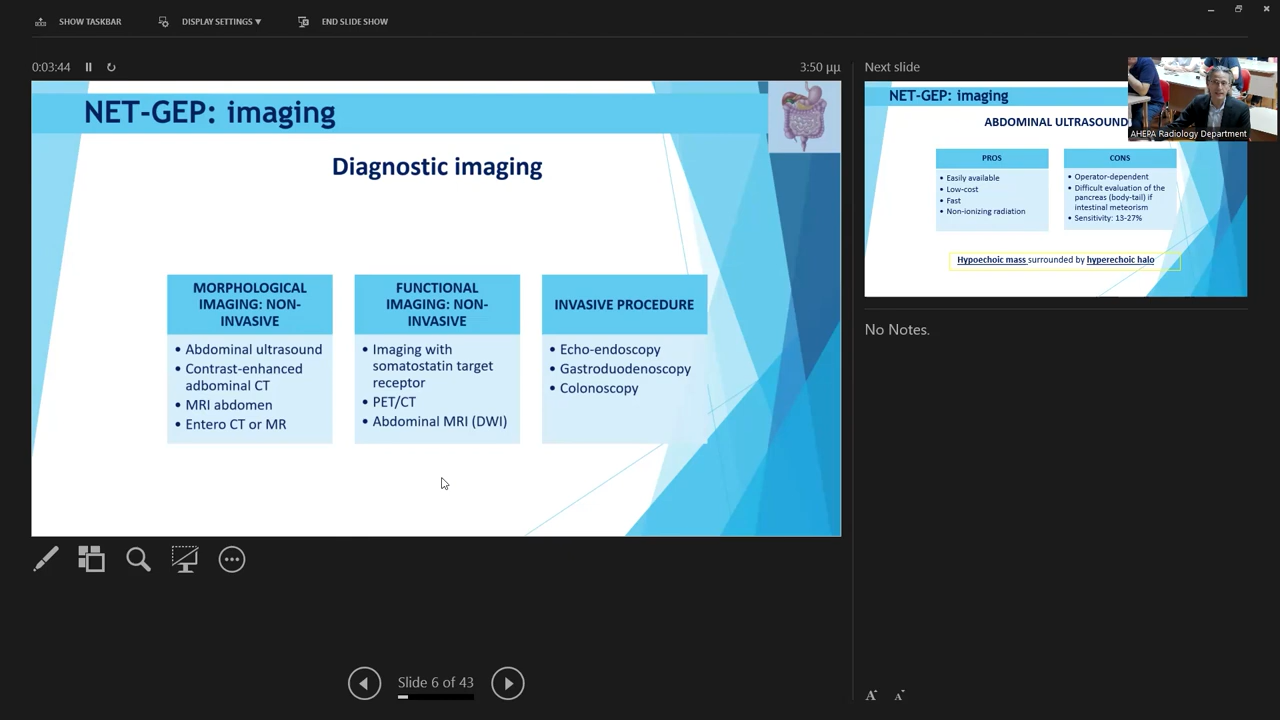 SHOW TASKBAR
DISPLAY SETTINGS ▼
END SLIDE SHOW
0:03:44
3:50 μμ
NET-GEP: imaging
Diagnostic imaging
MORPHOLOGICAL
IMAGING: NON-
INVASIVE
• Abdominal ultrasound
• Contrast-enhanced
adbominal CT
• MRI abdomen
• Entero CT or MR
FUNCTIONAL
IMAGING: NON-
INVASIVE
• Imaging with
somatostatin target
receptor
• PET/CT
• Abdominal MRI (DWI)
INVASIVE PROCEDURE
• Echo-endoscopy
• Gastroduodenoscopy
• Colonoscopy
Slide 6 of 43
Next slide
AHEPA Radiology Department
NET-GEP: imaging
ABDOMINAL ULTRASOUND
PROS
• Easily available
• Low-cost
• Fast
• Non-ionizing radiation
CONS
• Operator-dependent
• Difficult evaluation of the
pancreas (body-tail) if
intestinal meteorism
• Sensitivity: 13-27%
Hypoechoic mass surrounded by hyperechoic halo
No Notes.
A A